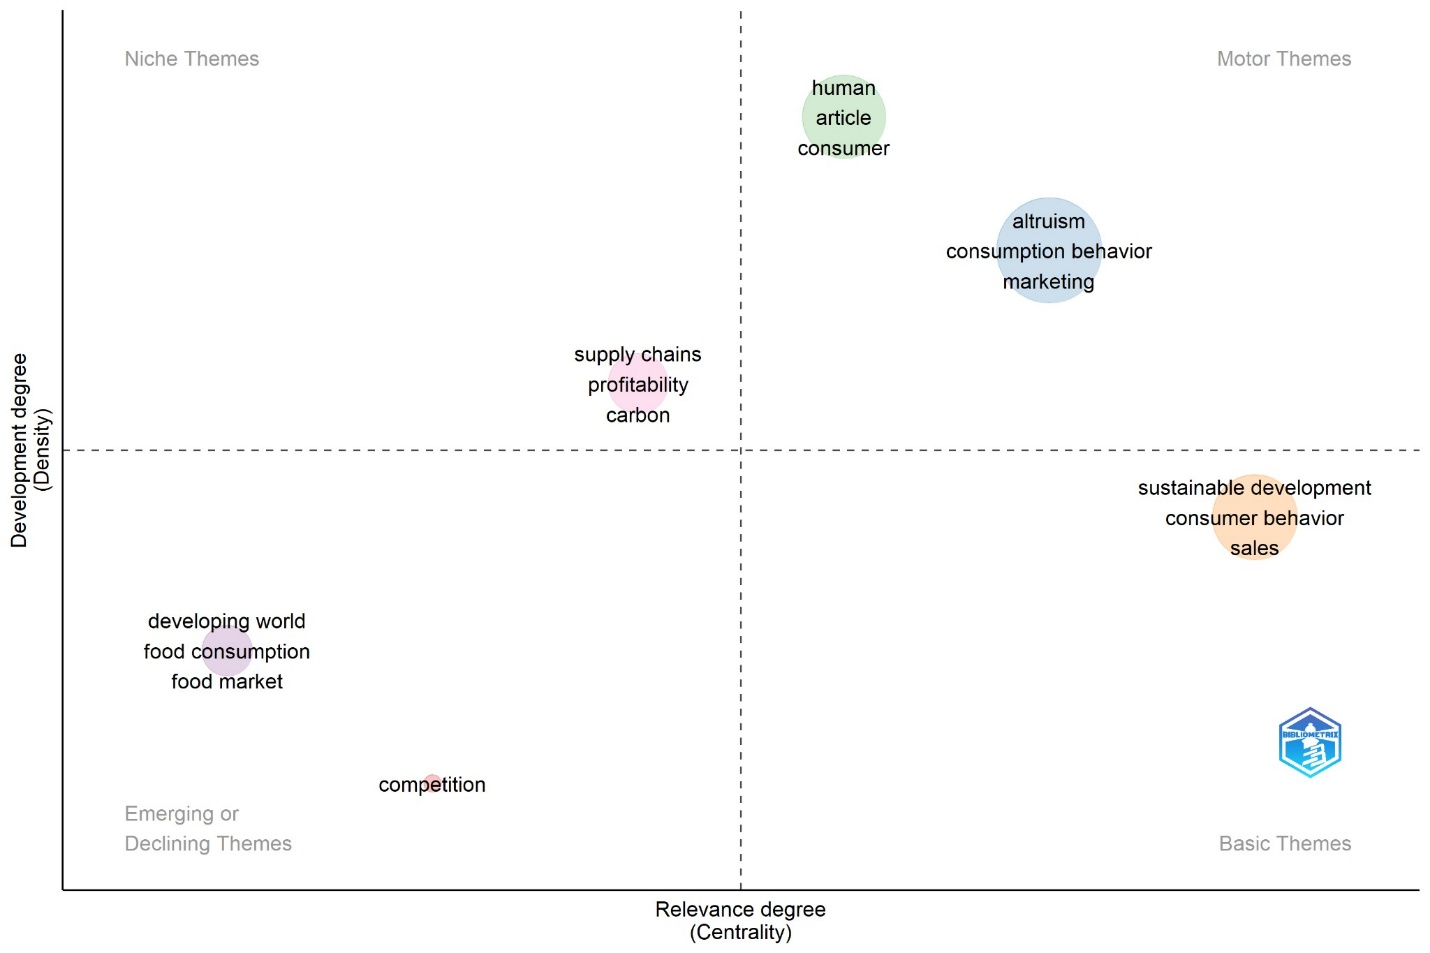 Niche Themes
Motor Themes
human
article
consumer
altruism
consumption behavior
marketing
supply chains
profitability
carbon
Development degree
(Density)
sustainable development
consumer behavior
sales
developing world
food consumption
food market
BIBLIOMETRIX
competition
Emerging or
Declining Themes
Basic Themes
Relevance degree
(Centrality)